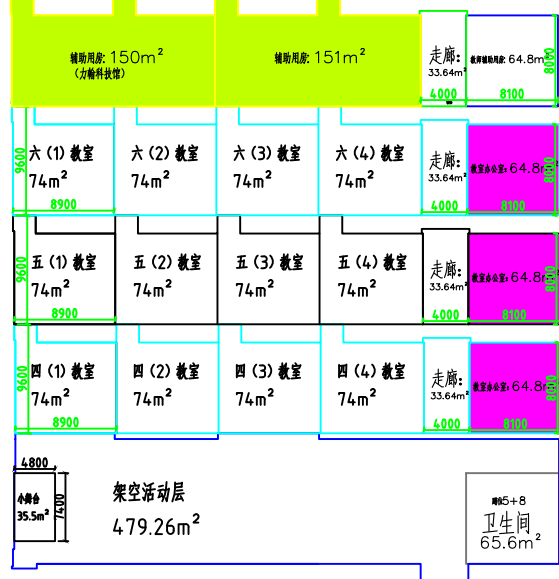 辅助用房: 150m²
(力翰科技馆)
辅助用房: 151m²
走廊:
33.64m²
教师辅助用房: 64.8m²
8000
4000
8100
9600
六 (1) 教室
74m²
8900
六 (2) 教室
74m²
六 (3) 教室
74m²
六 (4) 教室
74m²
走廊:
33.64m²
4000
教室办公室: 64.8m
8000
8100
9600
五 (1) 教室
74m²
8900
五 (2) 教室
74m²
五 (3) 教室
74m²
五 (4) 教室
74m²
走廊:
33.64m²
4000
教室办公室: 64.8m
8000
8100
9600
四 (1) 教室
74m²
8900
四 (2) 教室
74m²
四 (3) 教室
74m²
四 (4) 教室
74m²
走廊:
33.64m²
4000
教室办公室: 64.8m
8000
8100
4800
小舞台
35.5m²
7400
架空活动层
479.26m²
蹲位5+8
卫生间
65.6m²